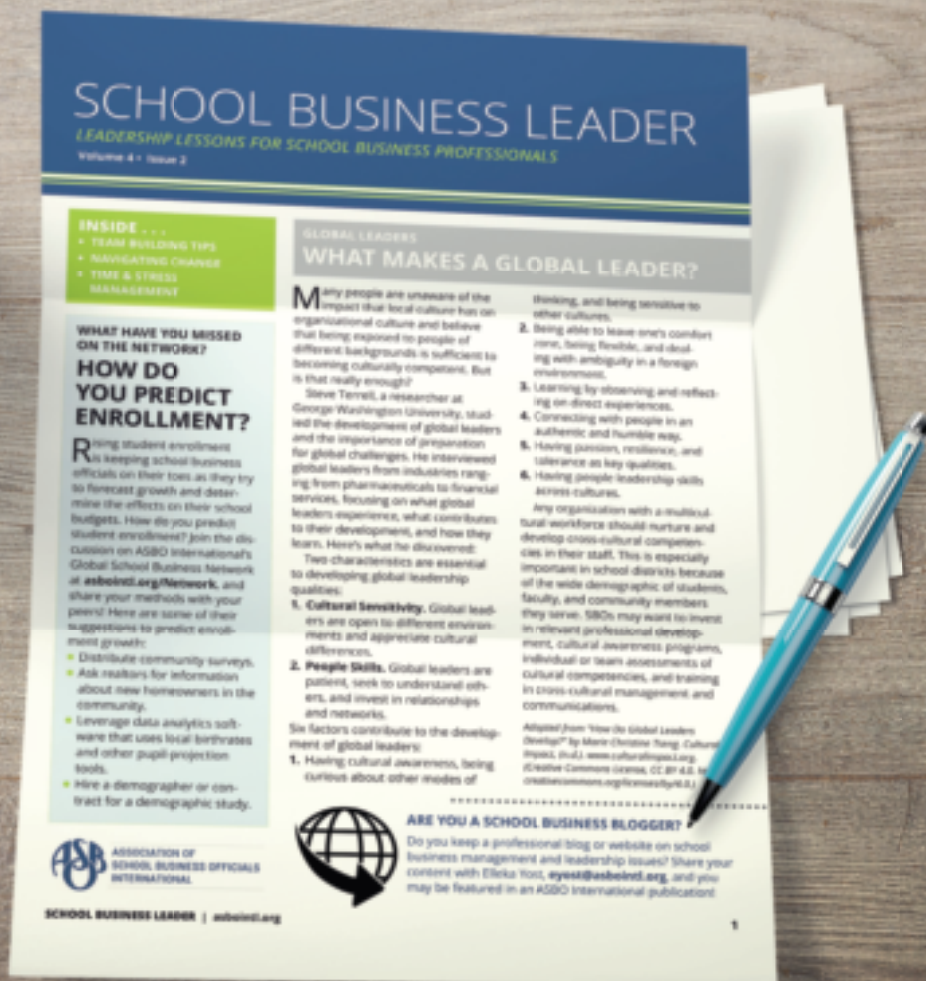 SCHOOL BUSINESS LEADER
LEADERSHIP LESSONS FOR SCHOOL BUSINESS PROFESSIONALS
Volume 4 • Issue 2
INSIDE . . .
• TEAM BUILDING TIPS
• NAVIGATING CHANGE
• TIME & STRESS
MANAGEMENT
WHAT HAVE YOU MISSED
ON THE NETWORK?
HOW DO
YOU PREDICT
ENROLLMENT?
Rising student enrollment
is keeping school business
officials on their toes as they try
to forecast growth and deter-
mine the effects on their school
budgets. How do you predict
student enrollment? Join the dis-
cussion on ASBO International's
Global School Business Network
at asbointl.org/Network, and
share your methods with your
peers! Here are some of their
suggestions to predict enroll-
ment growth:
• Distribute community surveys.
• Ask realtors for information
about new homeowners in the
community.
• Leverage data analytics soft-
ware that uses local birthrates
and other pupil projection
tools.
• Hire a demographer or con-
tract for a demographic study.
GLOBAL LEADERS
WHAT MAKES A GLOBAL LEADER?
Many people are unaware of the
impact that local culture has on
organizational culture and believe
that being exposed to people of
different backgrounds is sufficient to
becoming culturally competent. But
is that really enough?
Steve Terrell, a researcher at
George Washington University, stud-
ied the development of global leaders
and the importance of preparation
for global challenges. He interviewed
global leaders from industries rang-
ing from pharmaceuticals to financial
services, focusing on what global
leaders experience, what contributes
to their development, and how they
learn. Here's what he discovered:
Two characteristics are essential
to developing global leadership
qualities:
1. Cultural Sensitivity. Global lead-
ers are open to different environ-
ments and appreciate cultural
differences.
2. People Skills. Global leaders are
patient, seek to understand oth-
ers, and invest in relationships
and networks.
Six factors contribute to the develop-
ment of global leaders:
1. Having cultural awareness, being
curious about other modes of
thinking, and being sensitive to
other cultures.
2. Being able to leave one's comfort
zone, being flexible, and deal-
ing with ambiguity in a foreign
environment.
3. Learning by observing and reflect-
ing on direct experiences.
4. Connecting with people in an
authentic and humble way.
5. Having passion, resilience, and
tolerance as key qualities.
6. Having people leadership skills
across cultures.
Any organization with a multicul-
tural workforce should nurture and
develop cross-cultural competen-
cies in their staff. This is especially
important in school districts because
of the wide demographic of students,
faculty, and community members
they serve. SBOs may want to invest
in relevant professional develop-
ment, cultural awareness programs,
individual or team assessments of
cultural competencies, and training
in cross-cultural management and
communications.
Adapted from "How Do Global Leaders
Develop?" by Marie Christine Tseng, Cultural
Impact, (n.d.). www.culturalimpact.org.
(Creative Commons License, CC BY 4.0.
creativecommons.org/licenses/by/4.0.)
ARE YOU A SCHOOL BUSINESS BLOGGER?
Do you keep a professional blog or website on school
business management and leadership issues? Share your
content with Elleka Yost, eyost@asbointl.org, and you
may be featured in an ASBO International publication!
ASBO
ASSOCIATION OF
SCHOOL BUSINESS OFFICIALS
INTERNATIONAL
SCHOOL BUSINESS LEADER | asbointl.org
1